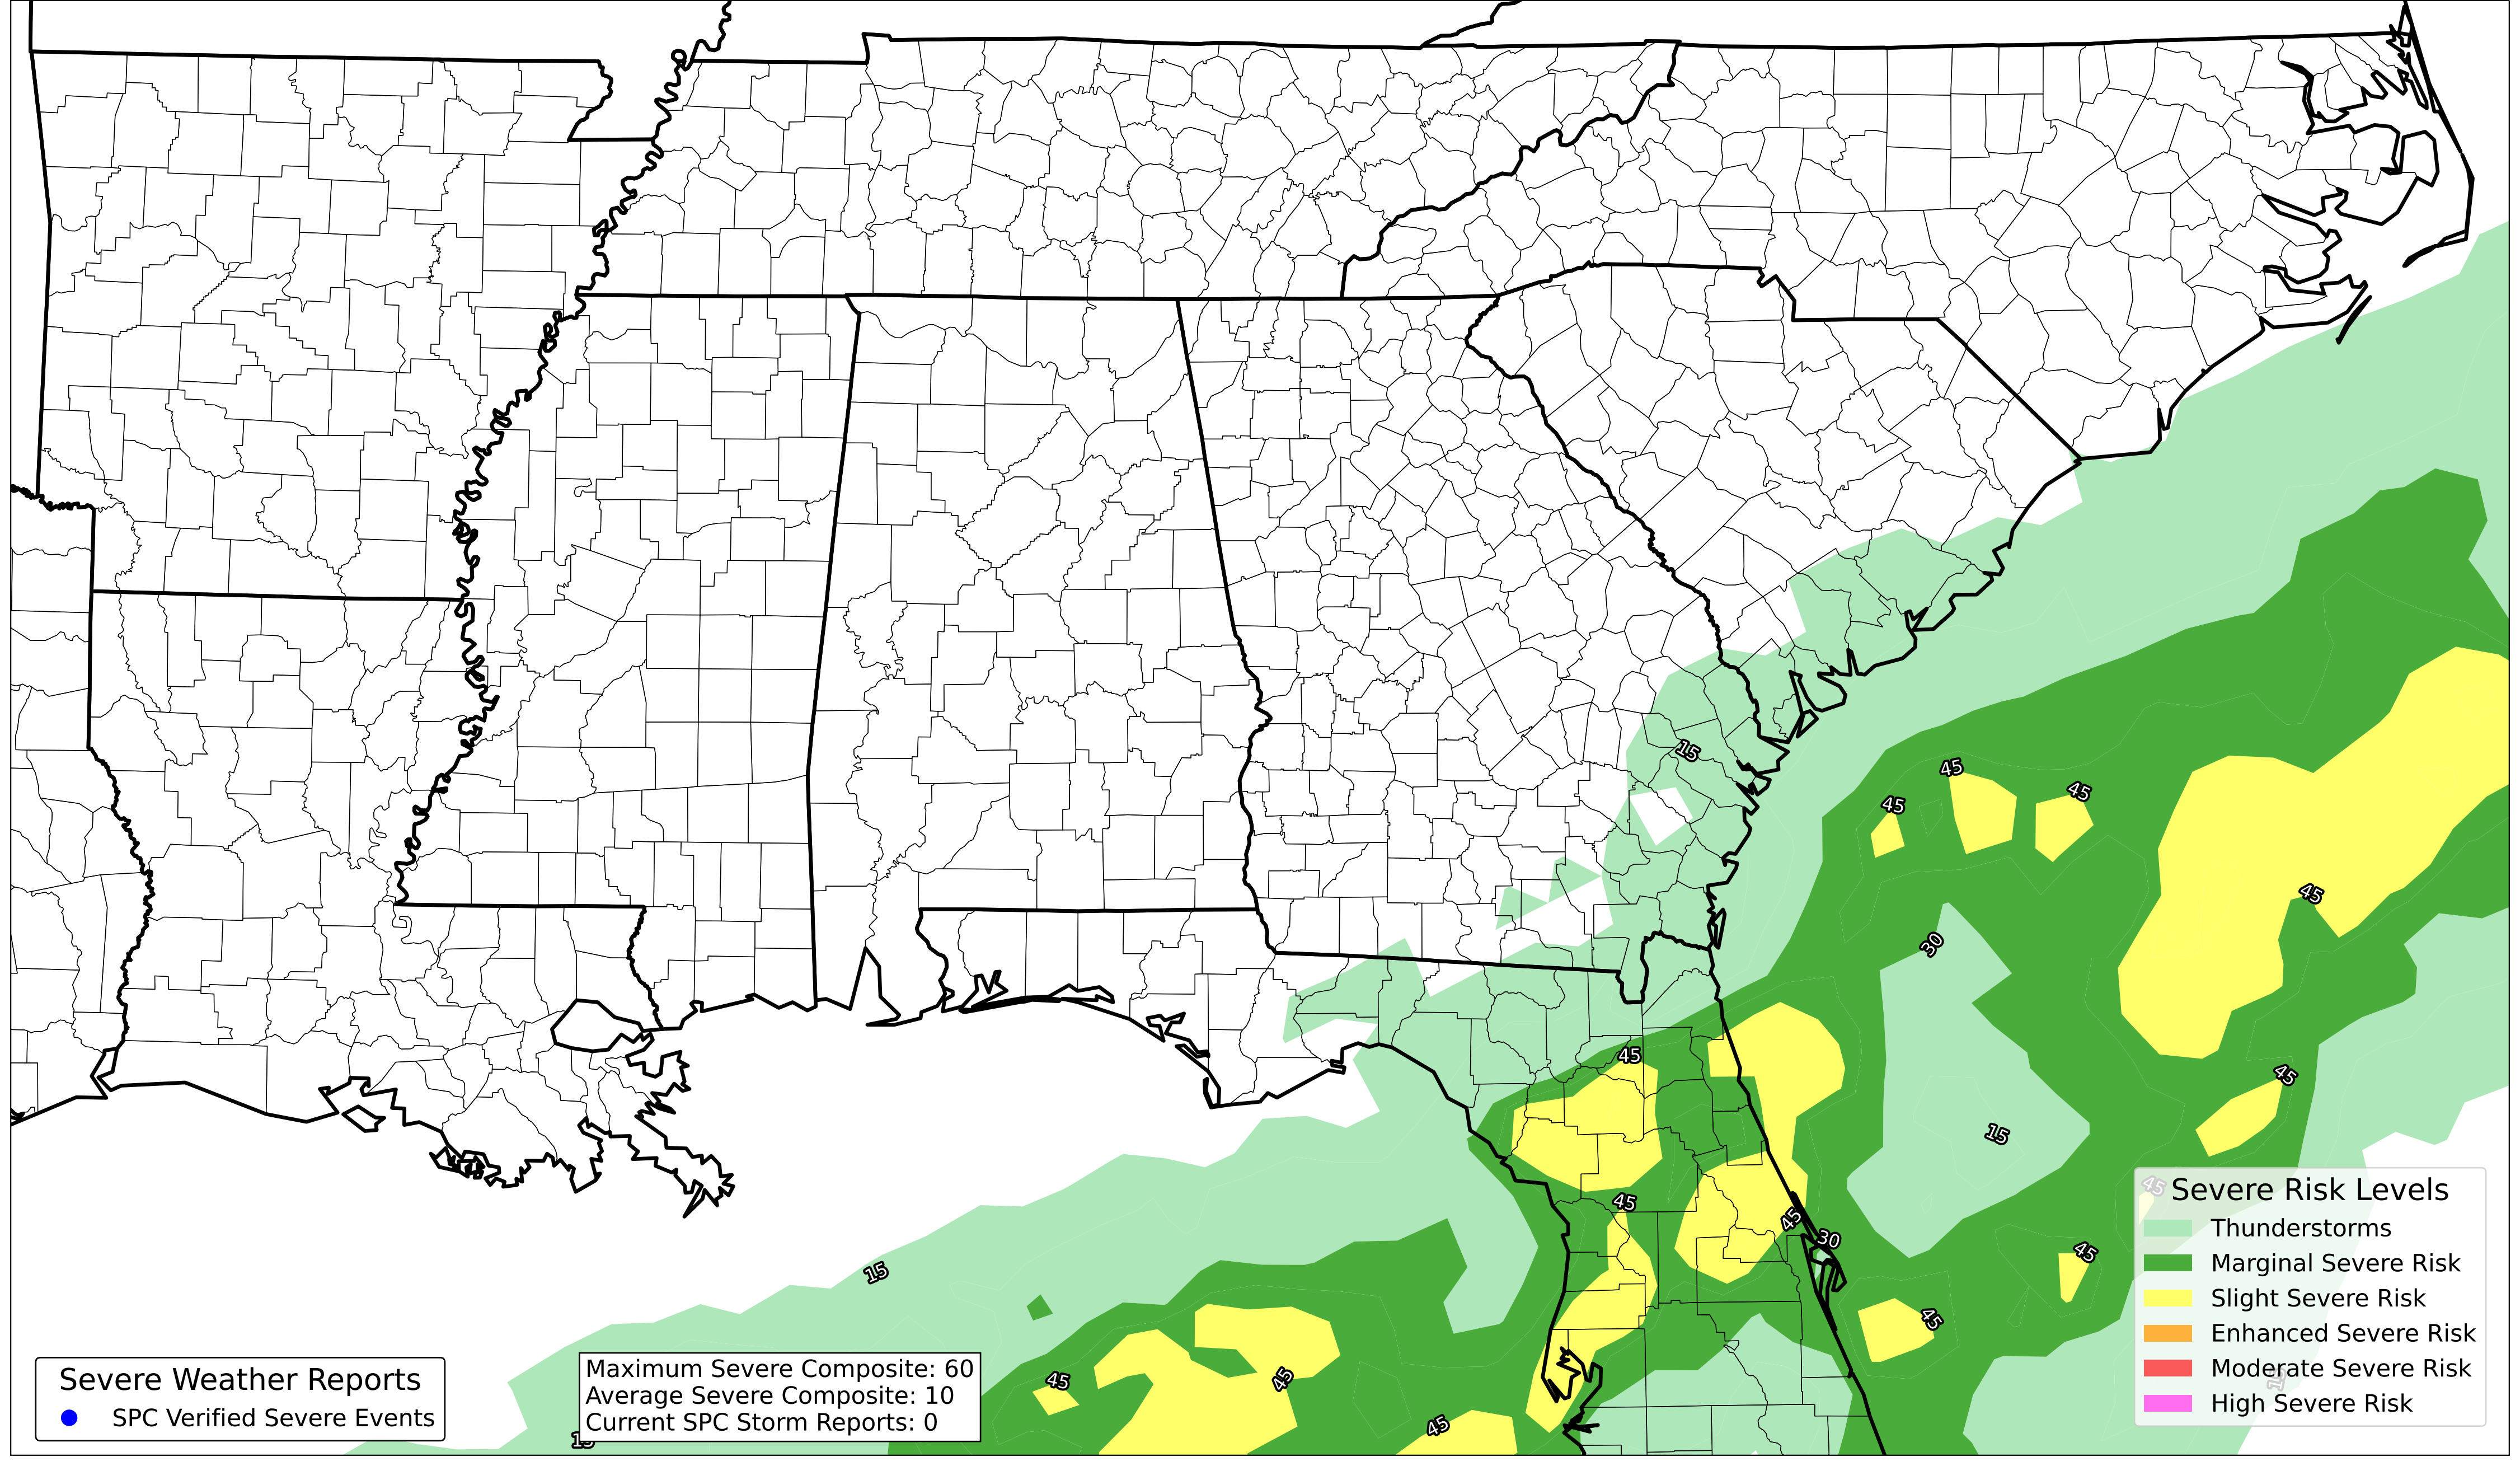 15
45
45
45
45
30
45
45
15
45
45
45
30
45
15
45
45
45
45
15
15
Severe Risk Levels
Thunderstorms
Marginal Severe Risk
Slight Severe Risk
Enhanced Severe Risk
Moderate Severe Risk
High Severe Risk
Severe Weather Reports
SPC Verified Severe Events
Maximum Severe Composite: 60
Average Severe Composite: 10
Current SPC Storm Reports: 0